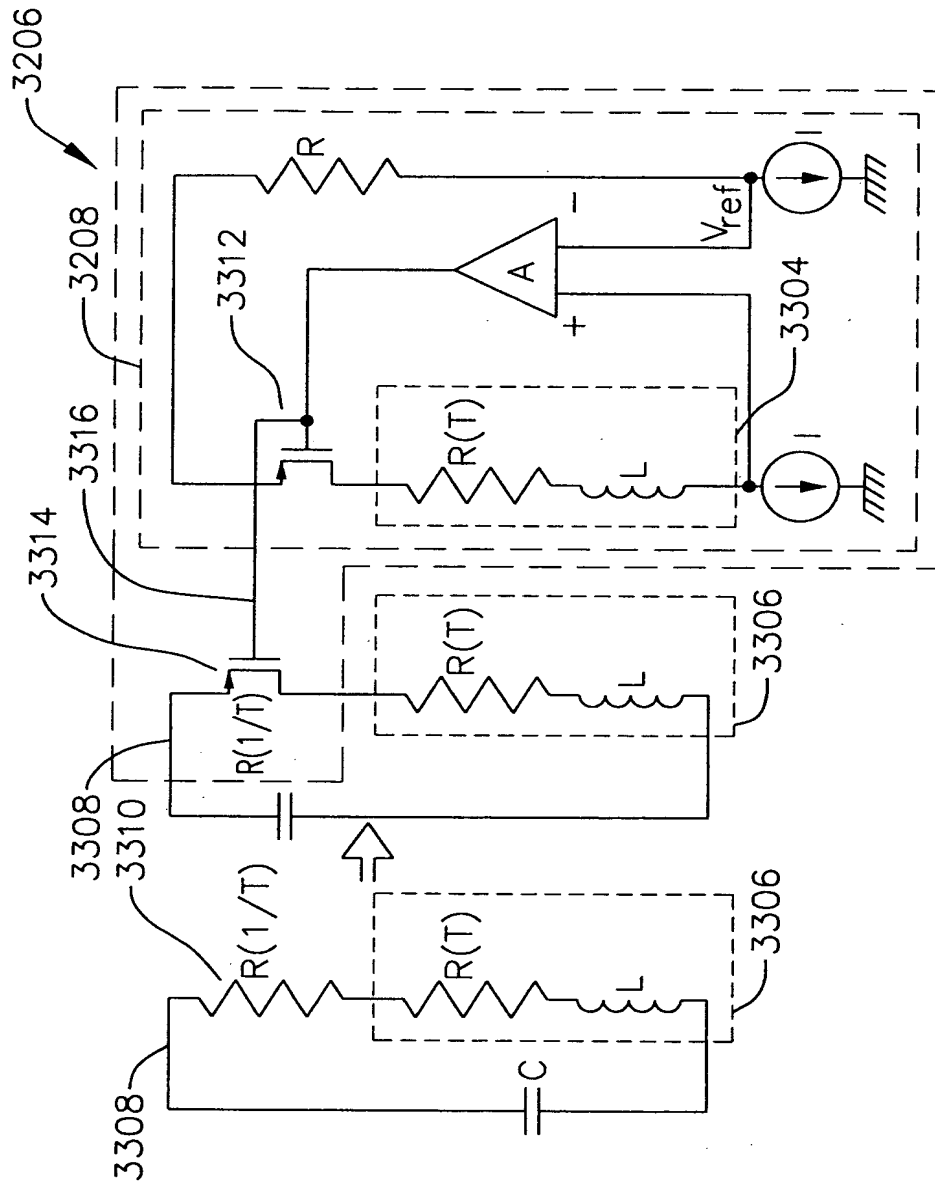 3206
3208
3312
3316
3314
3308
3310
3308
R
V_ref
I
A
-
+
3304
R(T)
L
I
R(1/T)
R(T)
L
3306
R(1/T)
R(T)
L
3306
C